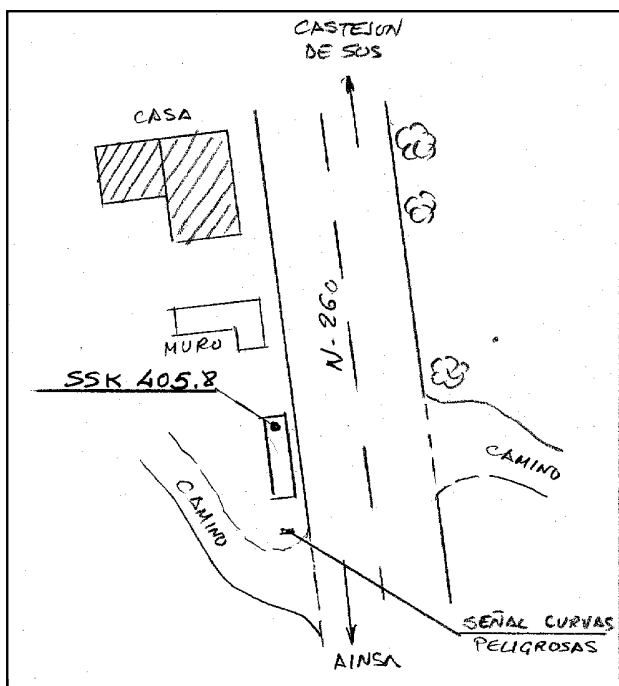 CASTEJON
DE SOS
CASA
N-260
MURO
SSK 405.8
CAMINO
CAMINO
SEÑAL CURVAS
PELIGROSAS
AINSA